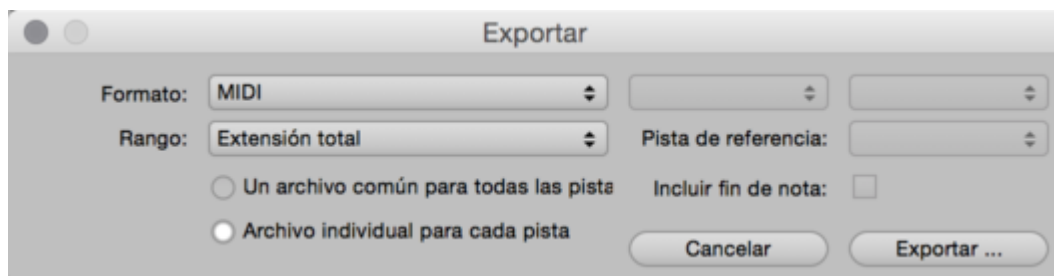 Exportar
Formato: MIDI
Rango: Extensión total Pista de referencia:
Un archivo común para todas las pista Incluir fin de nota:
Archivo individual para cada pista
Cancelar Exportar ...